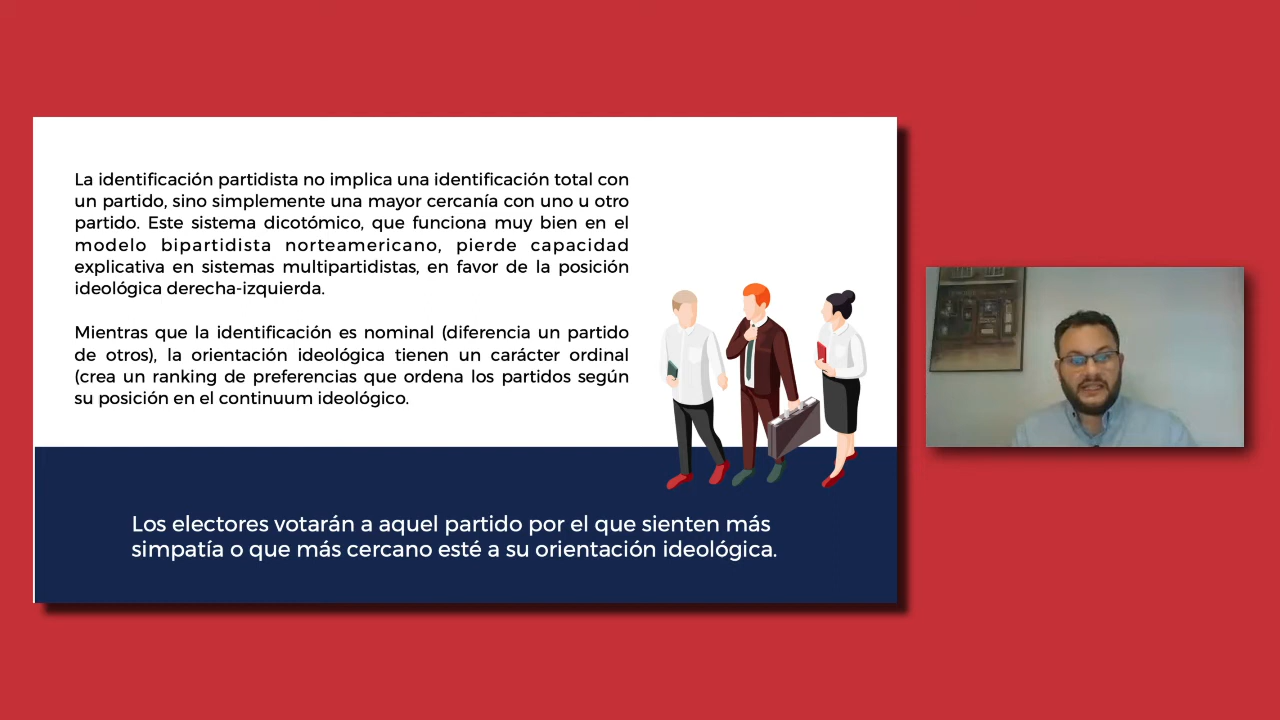 La identificación partidista no implica una identificación total con
un partido, sino simplemente una mayor cercanía con uno u otro
partido. Este sistema dicotómico, que funciona muy bien en el
modelo bipartidista norteamericano, pierde capacidad
explicativa en sistemas multipartidistas, en favor de la posición
ideológica derecha-izquierda.
Mientras que la identificación es nominal (diferencia un partido
de otros), la orientación ideológica tienen un carácter ordinal
(crea un ranking de preferencias que ordena los partidos según
su posición en el continuum ideológico.
Los electores votarán a aquel partido por el que sienten más
simpatía o que más cercano esté a su orientación ideológica.